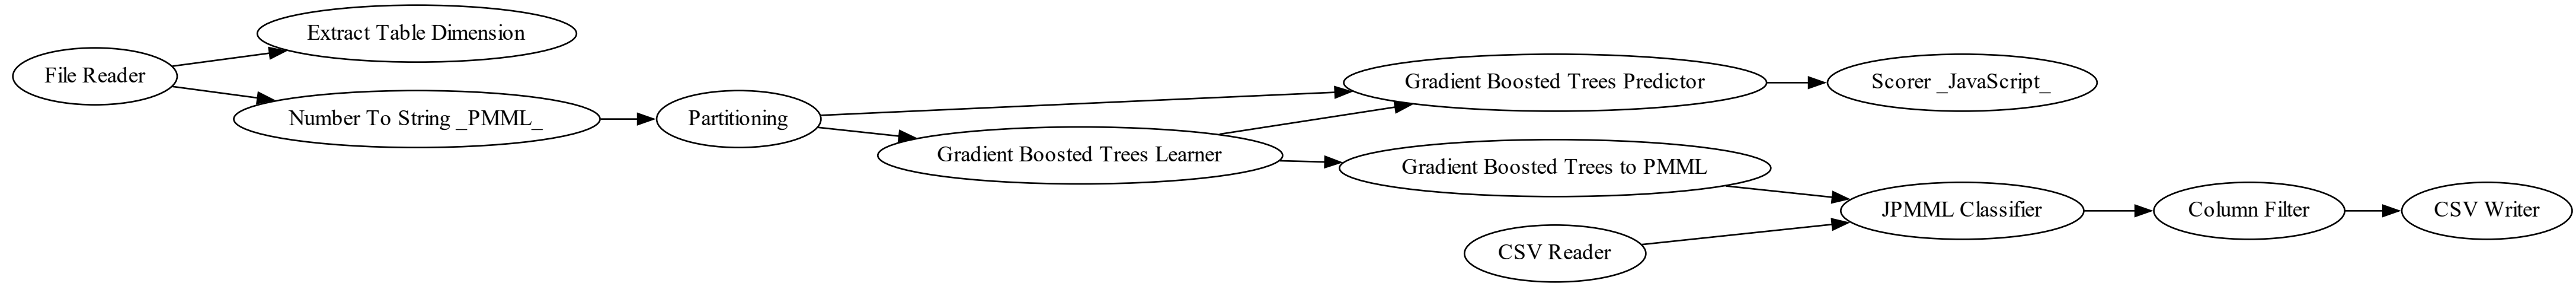 File Reader
Extract Table Dimension
Number To String _PMML_
Partitioning
Gradient Boosted Trees Learner
Gradient Boosted Trees Predictor
Scorer _JavaScript_
Gradient Boosted Trees to PMML
CSV Reader
JPMML Classifier
Column Filter
CSV Writer